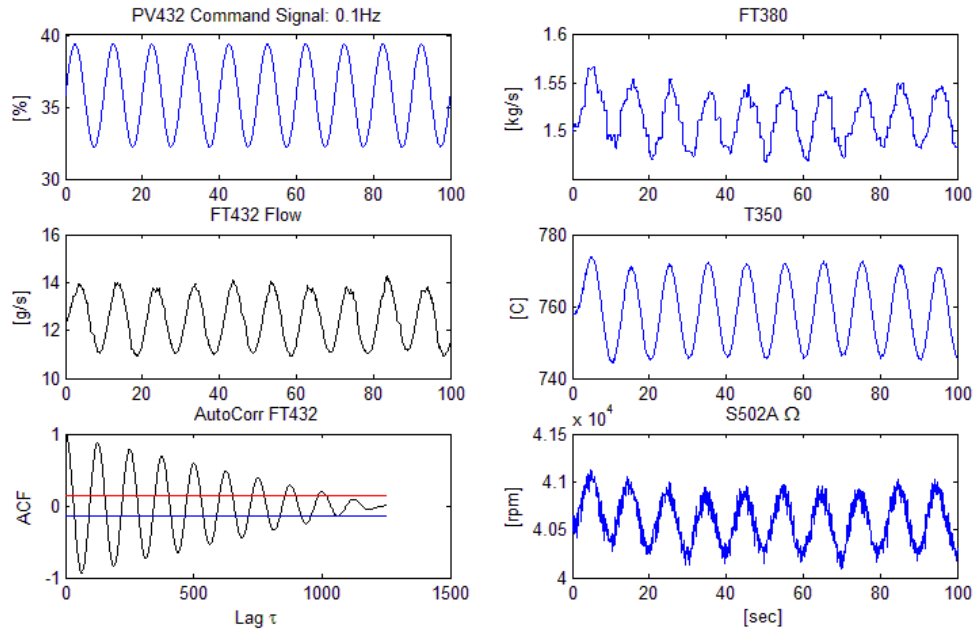 PV432 Command Signal: 0.1Hz
[%]
40
35
30
0 20 40 60 80 100
FT380
[kg/s]
1.6
1.55
1.5
0 20 40 60 80 100
FT432 Flow
[g/s]
16
14
12
10
0 20 40 60 80 100
T350
[C]
780
760
740
0 20 40 60 80 100
AutoCorr FT432
ACF
1
0
-1
0 500 1000 1500
Lag τ
S502A Ω
x 10⁴
[rpm]
4.15
4.1
4.05
4
0 20 40 60 80 100
[sec]